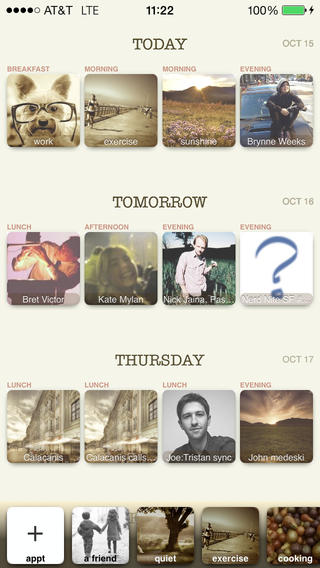 AT&T LTE 11:22 100%
TODAY OCT 15
BREAKFAST MORNING MORNING EVENING
work exercise sunshine Brynne Weeks
TOMORROW OCT 16
LUNCH AFTERNOON EVENING EVENING
Bret Victor Kate Mylan Nick Jaina, Pas... Nerd Nite SF -...
THURSDAY OCT 17
LUNCH LUNCH LUNCH EVENING
Calacanis Calacanis calls... Joe:Tristan sync John medeski
+
appt a friend quiet exercise cooking